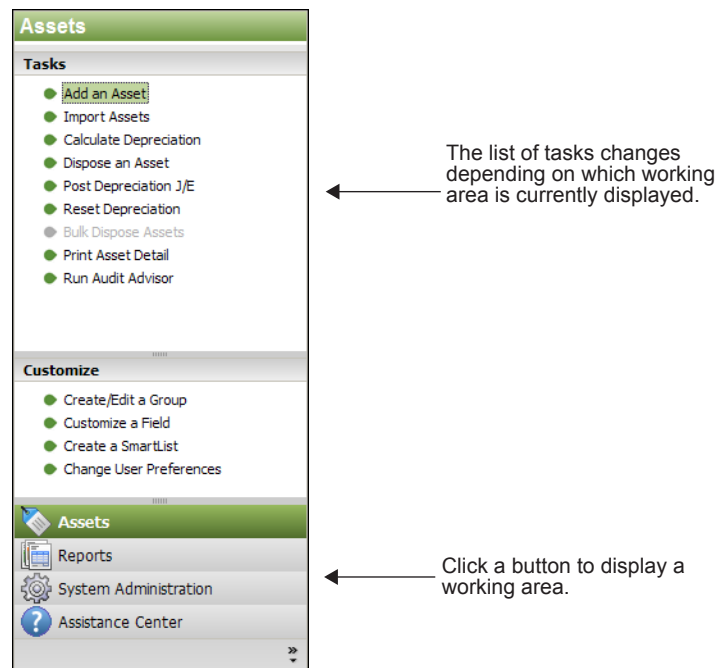 Assets
Tasks
Add an Asset
Import Assets
Calculate Depreciation
Dispose an Asset
Post Depreciation J/E
Reset Depreciation
Bulk Dispose Assets
Print Asset Detail
Run Audit Advisor
The list of tasks changes
depending on which working
area is currently displayed.
Customize
Create/Edit a Group
Customize a Field
Create a SmartList
Change User Preferences
Assets
Reports
System Administration
Assistance Center
Click a button to display a
working area.